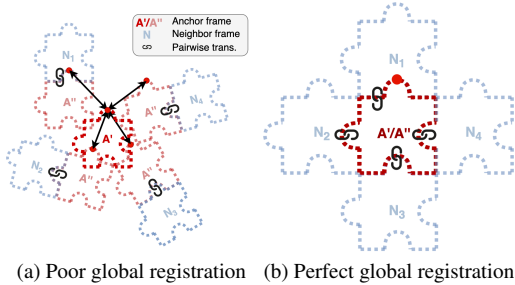 A'/A'' Anchor frame
N Neighbor frame
Pairwise trans.
N₁
A''
A''
N₄
A'
N₂
A''
A''
N₃
N₁
N₂
A'/A''
N₄
N₃
(a) Poor global registration (b) Perfect global registration